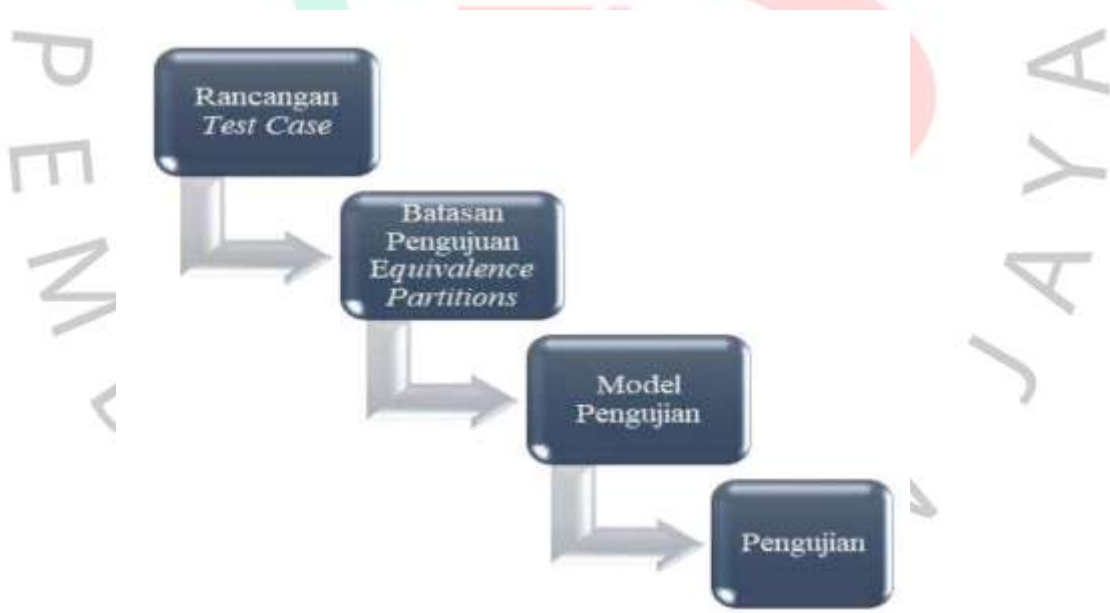 Rancangan
Test Case
Batasan
Pengujuan
Equivalence
Partitions
Model
Pengujian
Pengujian
P E M
J A Y A